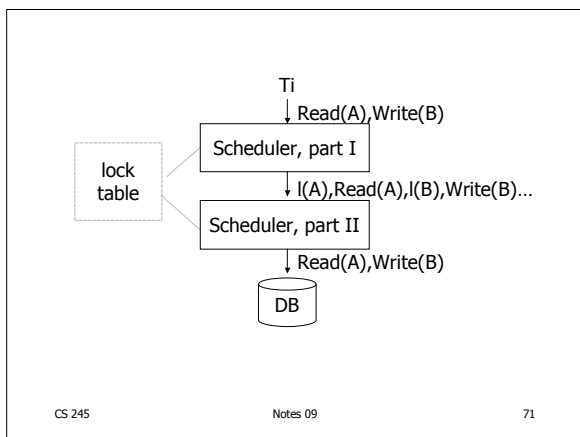 Ti
Read(A),Write(B)
Scheduler, part I
lock
table
l(A),Read(A),l(B),Write(B)...
Scheduler, part II
Read(A),Write(B)
DB
CS 245 Notes 09 71